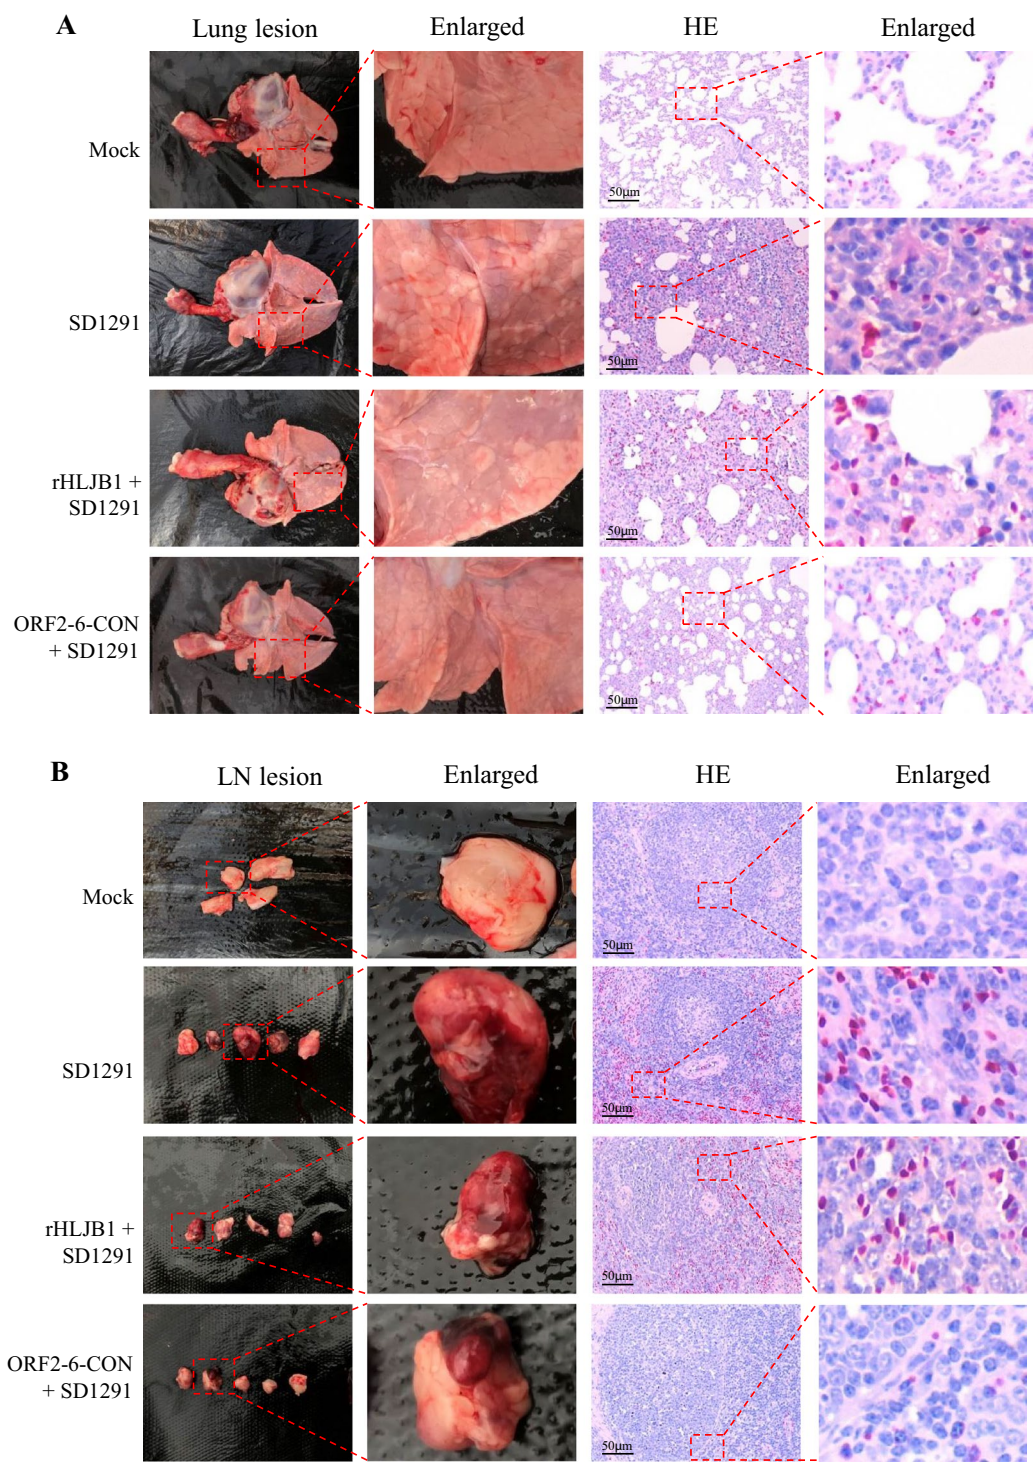 A
Lung lesion Enlarged HE Enlarged
Mock
50μm
SD1291
50μm
rHLJB1 +
SD1291
50μm
ORF2-6-CON
+ SD1291
50μm
B
LN lesion Enlarged HE Enlarged
Mock
50μm
SD1291
50μm
rHLJB1 +
SD1291
50μm
ORF2-6-CON
+ SD1291
50μm